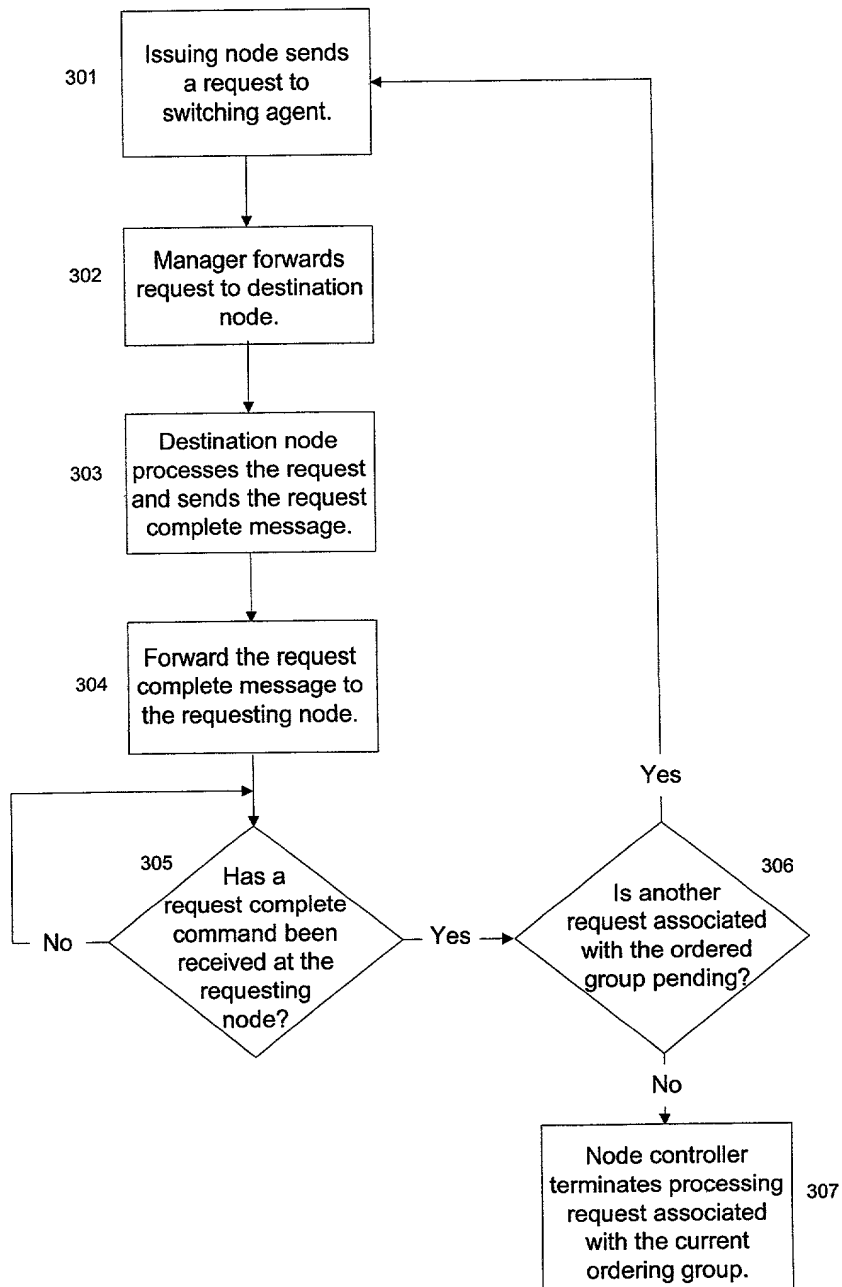 301
Issuing node sends
a request to
switching agent.
302
Manager forwards
request to destination
node.
303
Destination node
processes the request
and sends the request
complete message.
304
Forward the request
complete message to
the requesting node.
Yes
305
Has a
request complete
command been
received at the
requesting
node?
No
Yes
306
Is another
request associated
with the ordered
group pending?
No
Node controller
terminates processing
request associated
with the current
ordering group.
307